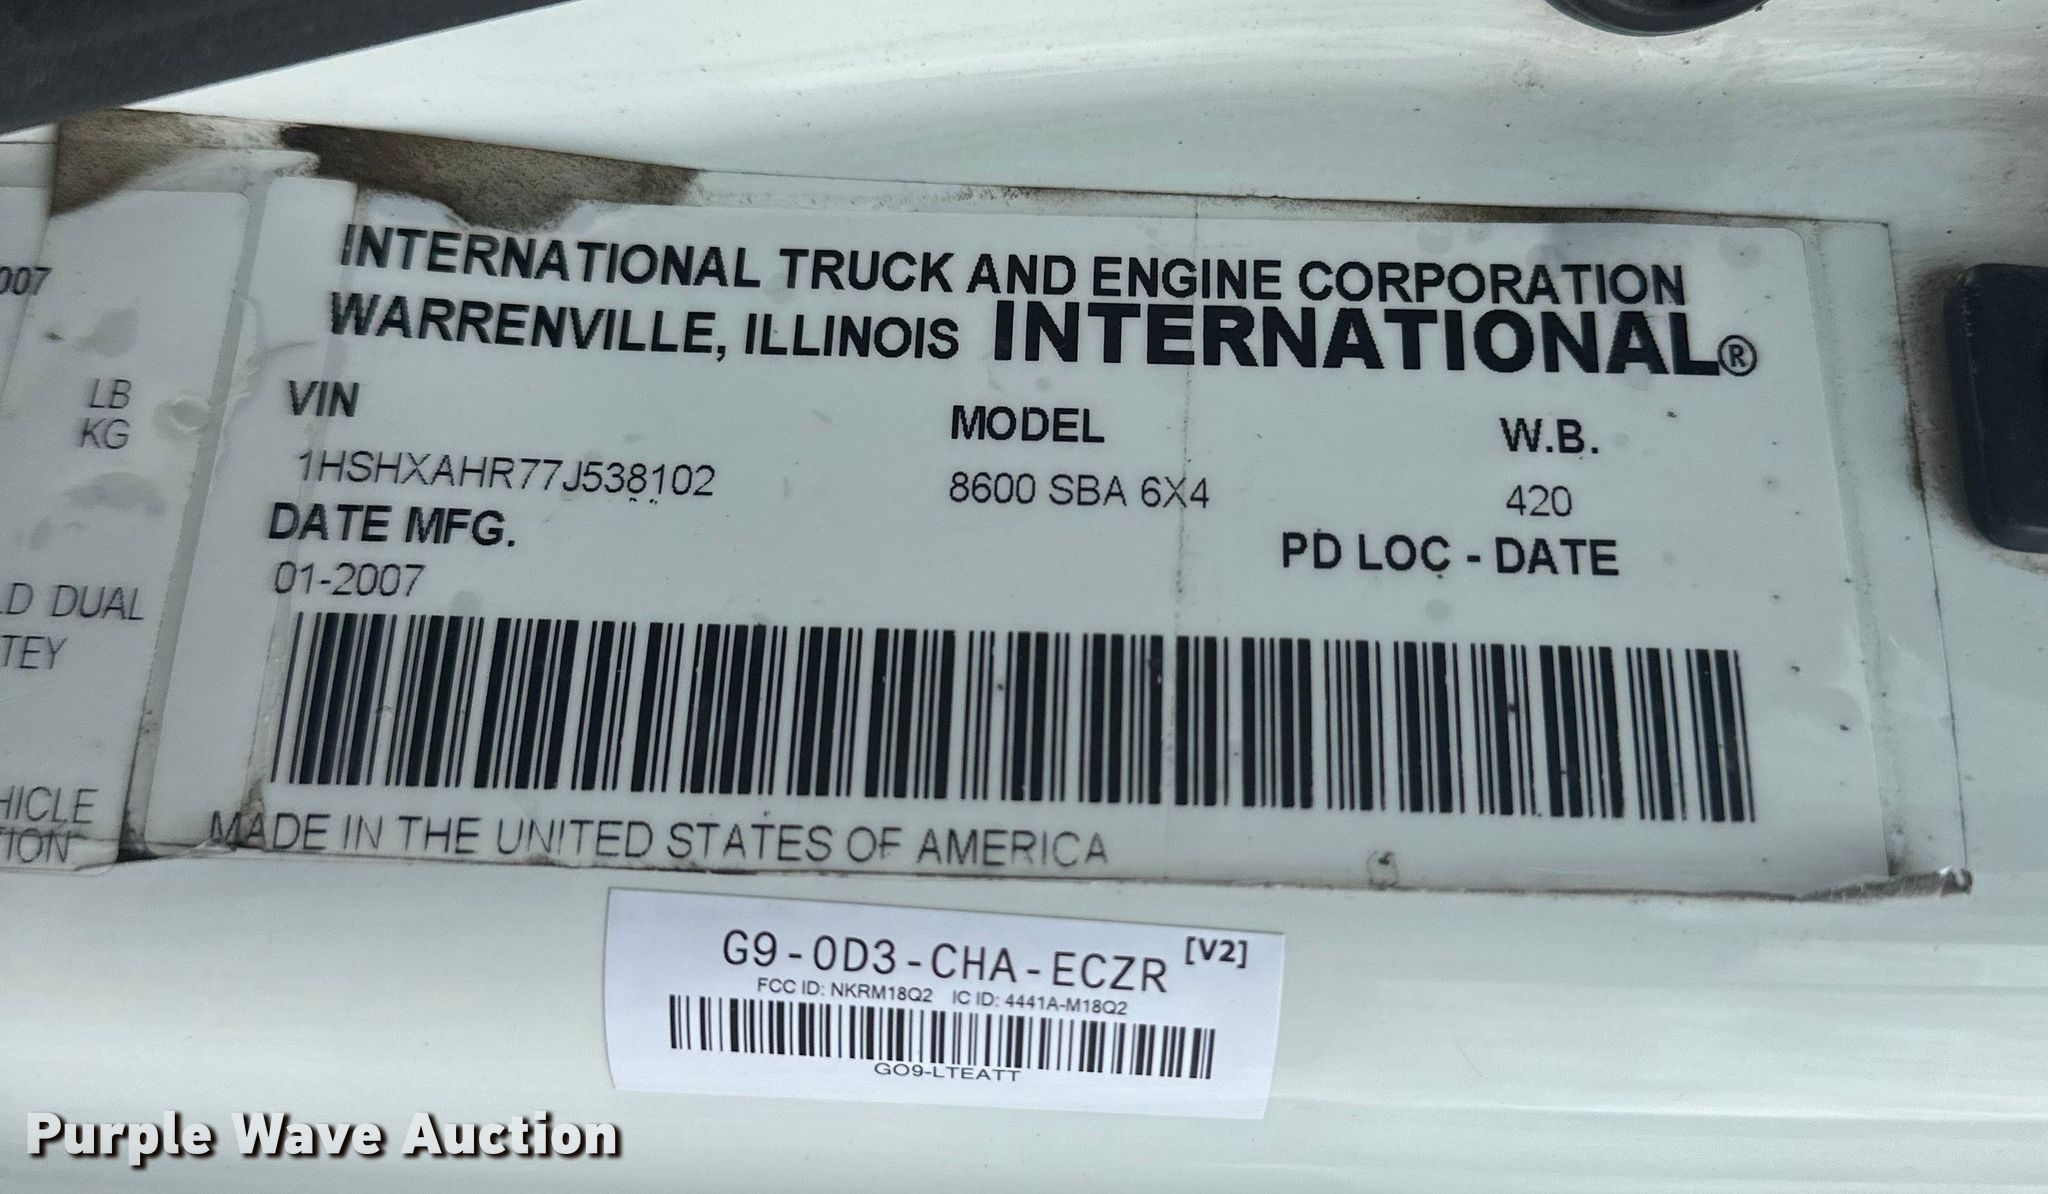 007
LB
KG
LD DUAL
TEY
HICLE
TION
INTERNATIONAL TRUCK AND ENGINE CORPORATION
WARRENVILLE, ILLINOIS INTERNATIONAL®
VIN MODEL W.B.
1HSHXAHR77J538102 8600 SBA 6X4 420
DATE MFG. PD LOC - DATE
01-2007
MADE IN THE UNITED STATES OF AMERICA
G9-0D3-CHA-ECZR [V2]
FCC ID: NKRM18Q2 IC ID: 4441A-M18Q2
GO9-LTEATT
Purple Wave Auction